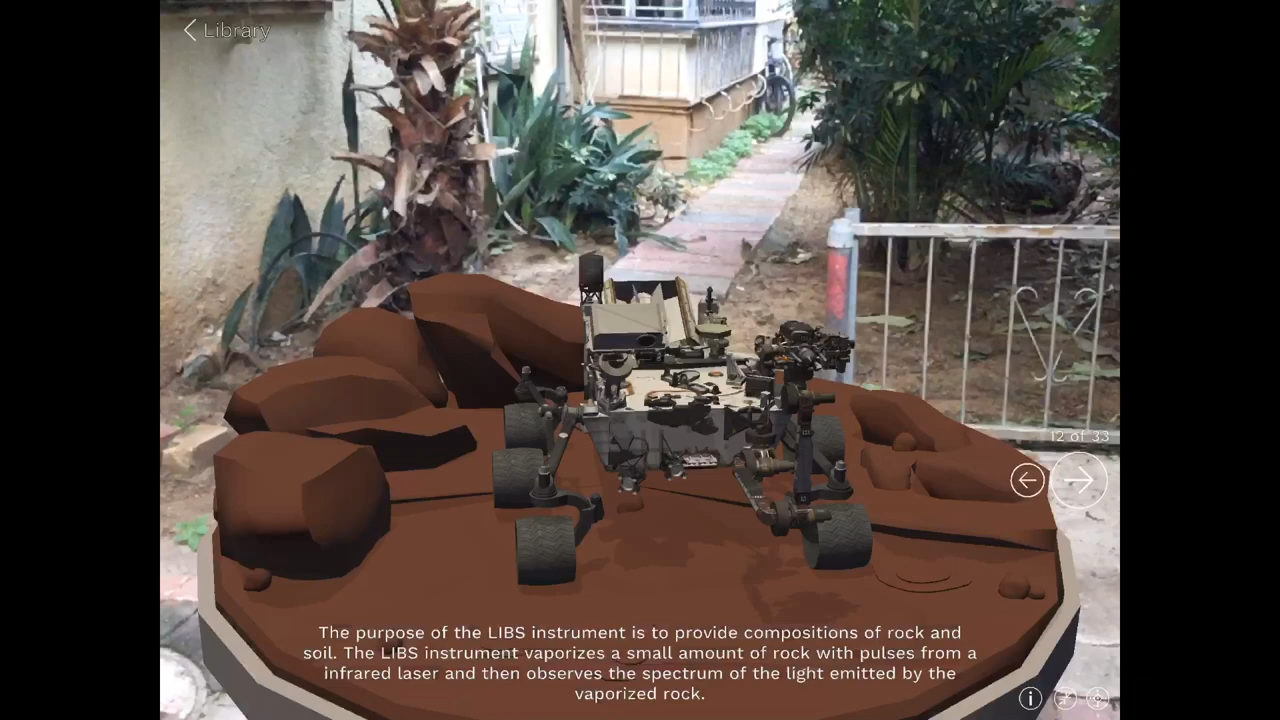 Library
12 of 33
The purpose of the LIBS instrument is to provide compositions of rock and
soil. The LIBS instrument vaporizes a small amount of rock with pulses from a
infrared laser and then observes the spectrum of the light emitted by the
vaporized rock.